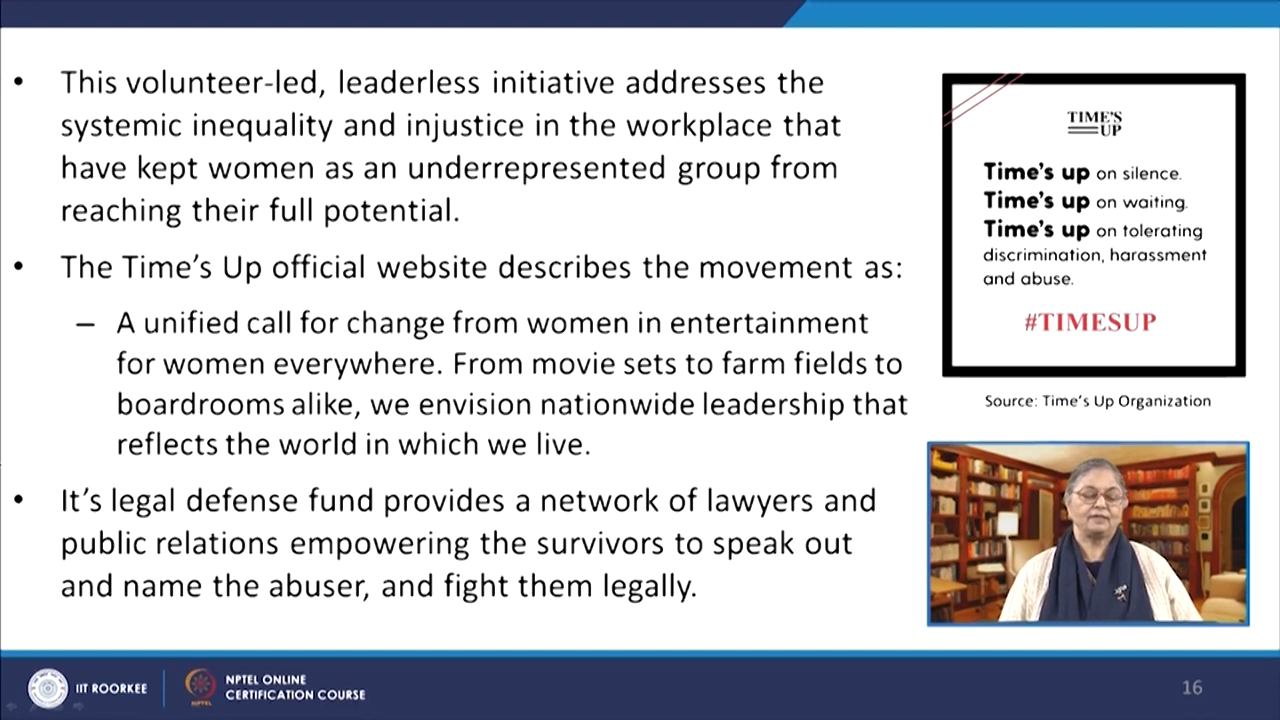 • This volunteer-led, leaderless initiative addresses the
systemic inequality and injustice in the workplace that
have kept women as an underrepresented group from
reaching their full potential.
• The Time's Up official website describes the movement as:
– A unified call for change from women in entertainment
for women everywhere. From movie sets to farm fields to
boardrooms alike, we envision nationwide leadership that
reflects the world in which we live.
• It's legal defense fund provides a network of lawyers and
public relations empowering the survivors to speak out
and name the abuser, and fight them legally.
TIME'S
UP
Time's up on silence.
Time's up on waiting.
Time's up on tolerating
discrimination, harassment
and abuse.
#TIMESUP
Source: Time's Up Organization
IIT ROORKEE
NPTEL
NPTEL ONLINE
CERTIFICATION COURSE
16